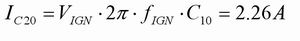 I_{C20} = V_{IGN} · 2π · f_{IGN} · C_{10} = 2.26A